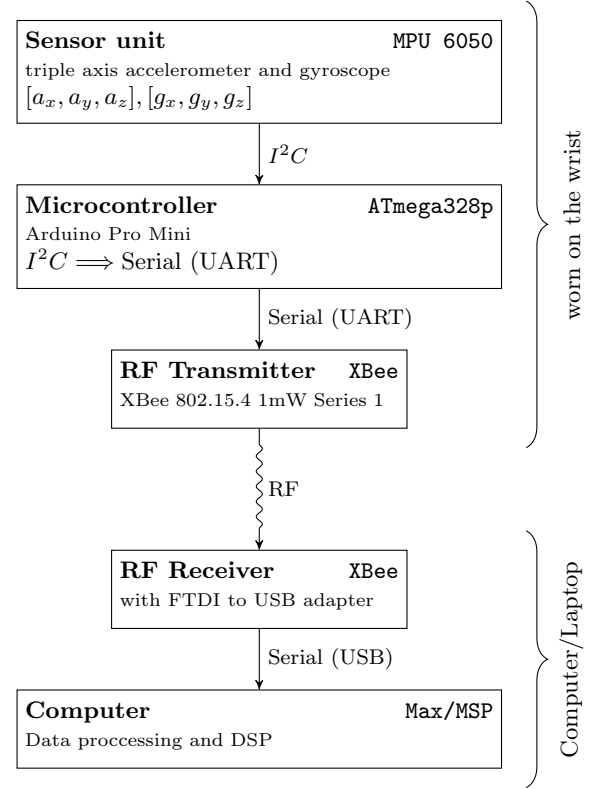 Sensor unit MPU 6050
triple axis accelerometer and gyroscope
[a_x, a_y, a_z], [g_x, g_y, g_z]
I²C
Microcontroller ATmega328p
Arduino Pro Mini
I²C ⟹ Serial (UART)
Serial (UART)
RF Transmitter XBee
XBee 802.15.4 1mW Series 1
worn on the wrist
RF
RF Receiver XBee
with FTDI to USB adapter
Serial (USB)
Computer Max/MSP
Data proccessing and DSP
Computer/Laptop